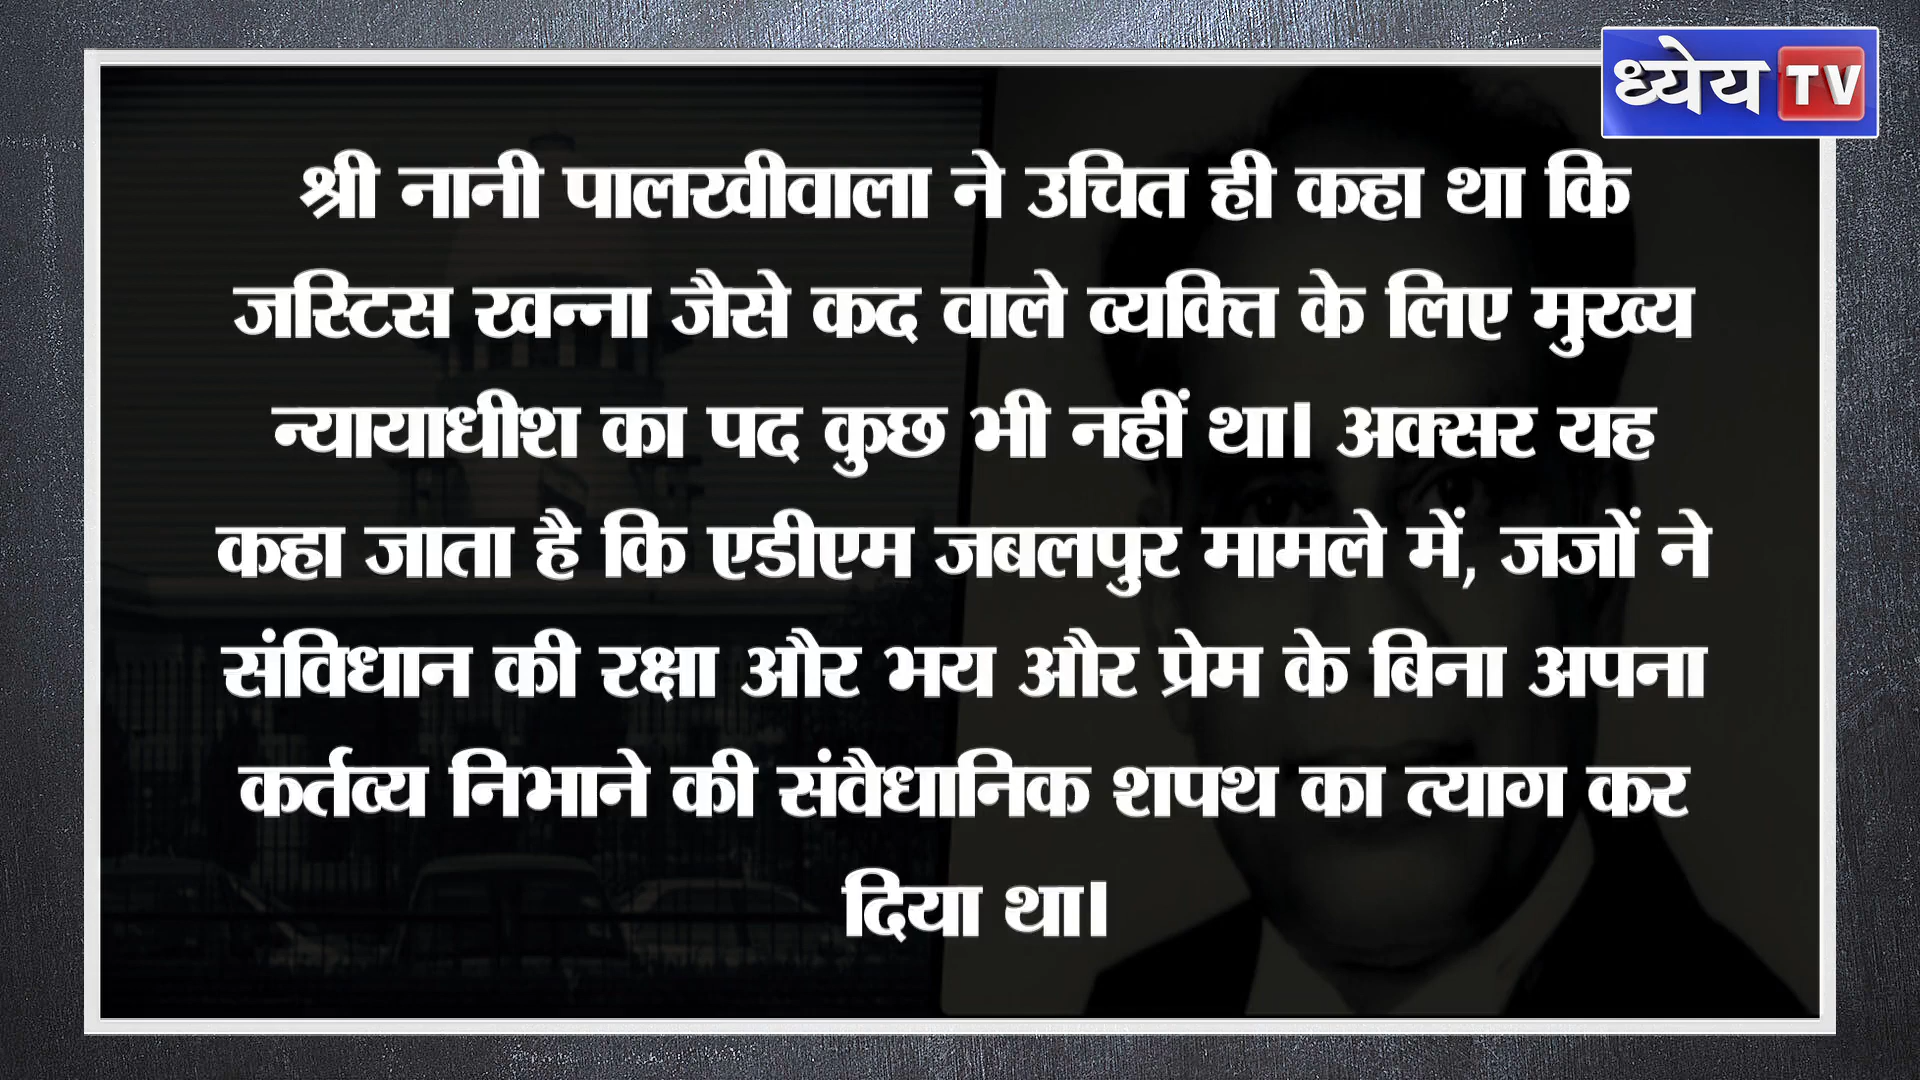 ध्येय TV
श्री नानी पालखीवाला ने उचित ही कहा था कि
जस्टिस खन्ना जैसे कद वाले व्यक्ति के लिए मुख्य
न्यायाधीश का पद कुछ भी नहीं था। अक्सर यह
कहा जाता है कि एडीएम जबलपुर मामले में, जजों ने
संविधान की रक्षा और भय और प्रेम के बिना अपना
कर्तव्य निभाने की संवैधानिक शपथ का त्याग कर
दिया था।